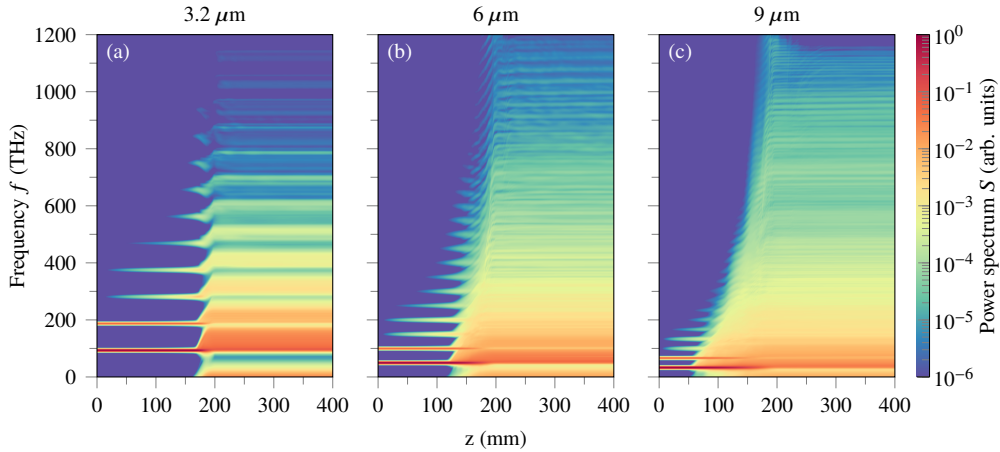 3.2 μm
6 μm
9 μm
(a)
(b)
(c)
Frequency f (THz)
1200
1000
800
600
400
200
0
0 100 200 300 400
0 100 200 300 400
0 100 200 300 400
z (mm)
10^0
10^-1
10^-2
10^-3
10^-4
10^-5
10^-6
Power spectrum S (arb. units)